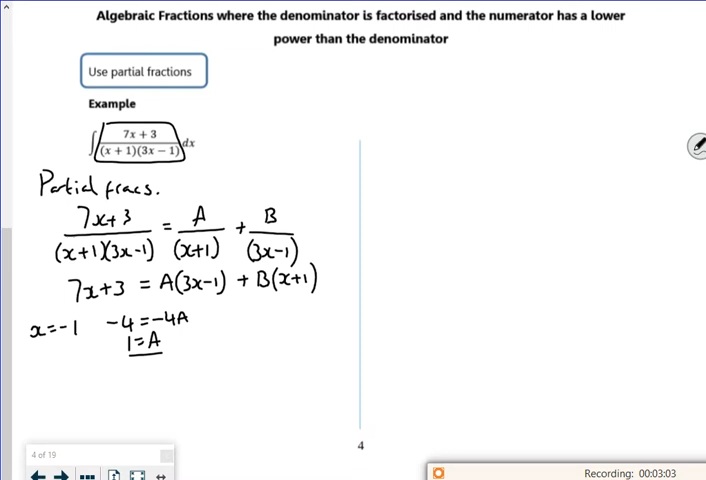 Algebraic Fractions where the denominator is factorised and the numerator has a lower
power than the denominator
Use partial fractions
Example
∫ (7x + 3)/((x + 1)(3x − 1)) dx
Partial fracs.
(7x+3)/((x+1)(3x-1)) = A/(x+1) + B/(3x-1)
7x+3 = A(3x-1) + B(x+1)
x=-1 -4=-4A
1=A
4
4 of 19
Recording: 00:03:03